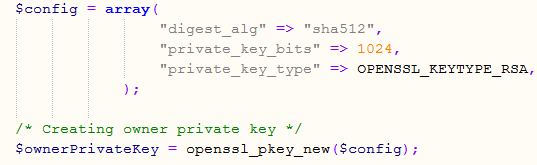 $config = array(
"digest_alg" => "sha512",
"private_key_bits" => 1024,
"private_key_type" => OPENSSL_KEYTYPE_RSA,
);
/* Creating owner private key */
$ownerPrivateKey = openssl_pkey_new($config);